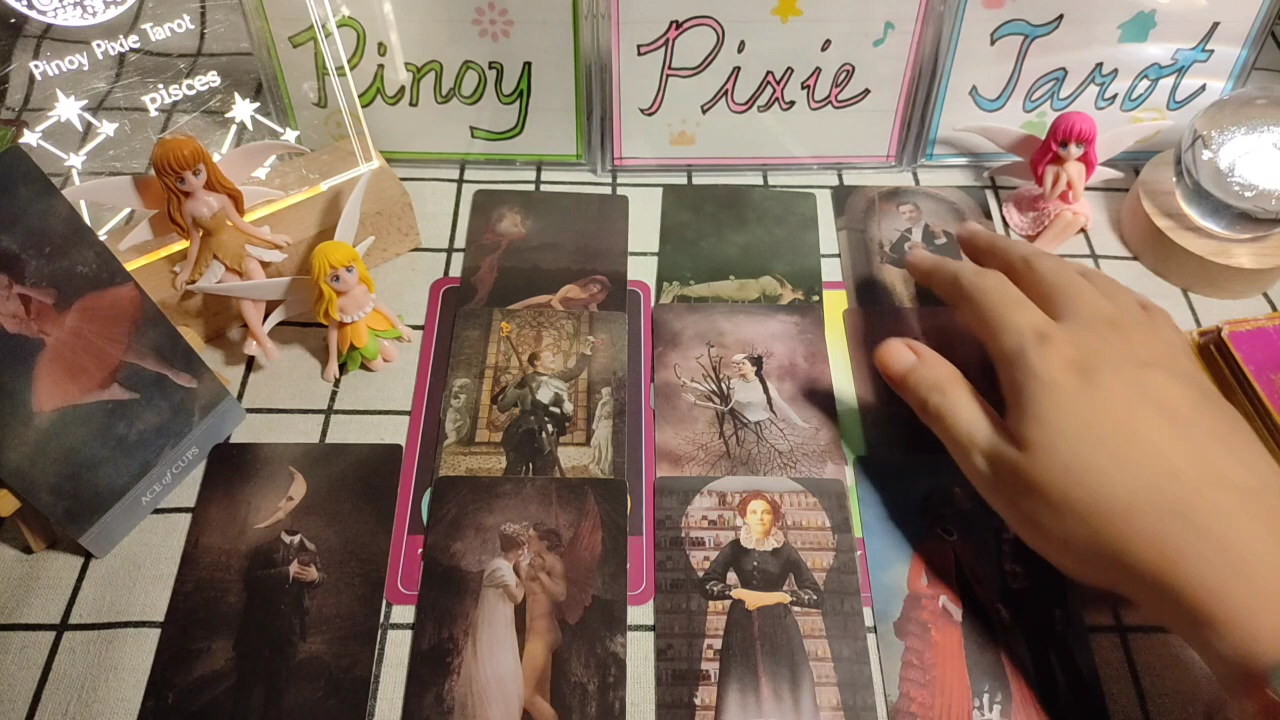 Pinoy Pixie Tarot
pisces
Pinoy
Pixie
Tarot
ACE of CUPS